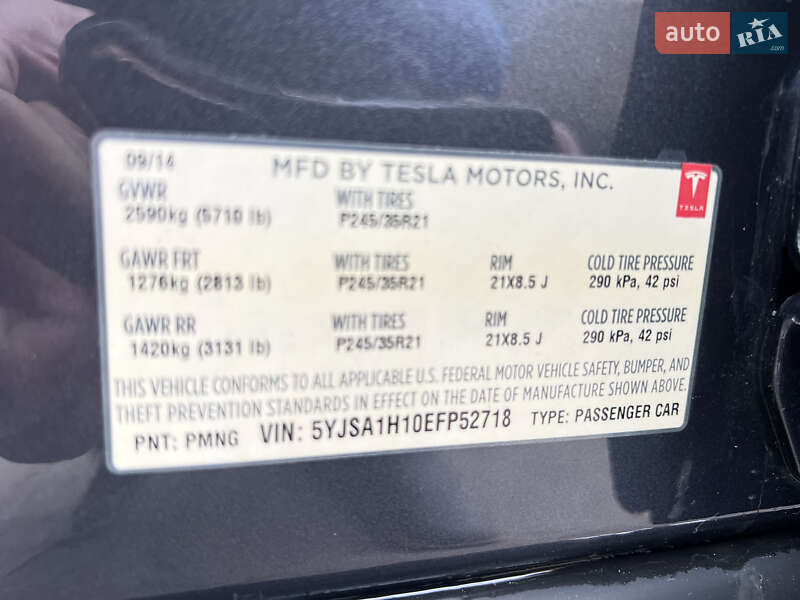 auto RIA.com
09/14 MFD BY TESLA MOTORS, INC.
GVWR WITH TIRES
2590kg (5710 lb) P245/35R21
TESLA
GAWR FRT WITH TIRES RIM COLD TIRE PRESSURE
1276kg (2813 lb) P245/35R21 21X8.5 J 290 kPa, 42 psi
GAWR RR WITH TIRES RIM COLD TIRE PRESSURE
1420kg (3131 lb) P245/35R21 21X8.5 J 290 kPa, 42 psi
THIS VEHICLE CONFORMS TO ALL APPLICABLE U.S. FEDERAL MOTOR VEHICLE SAFETY, BUMPER, AND
THEFT PREVENTION STANDARDS IN EFFECT ON THE DATE OF MANUFACTURE SHOWN ABOVE.
PNT: PMNG VIN: 5YJSA1H10EFP52718 TYPE: PASSENGER CAR